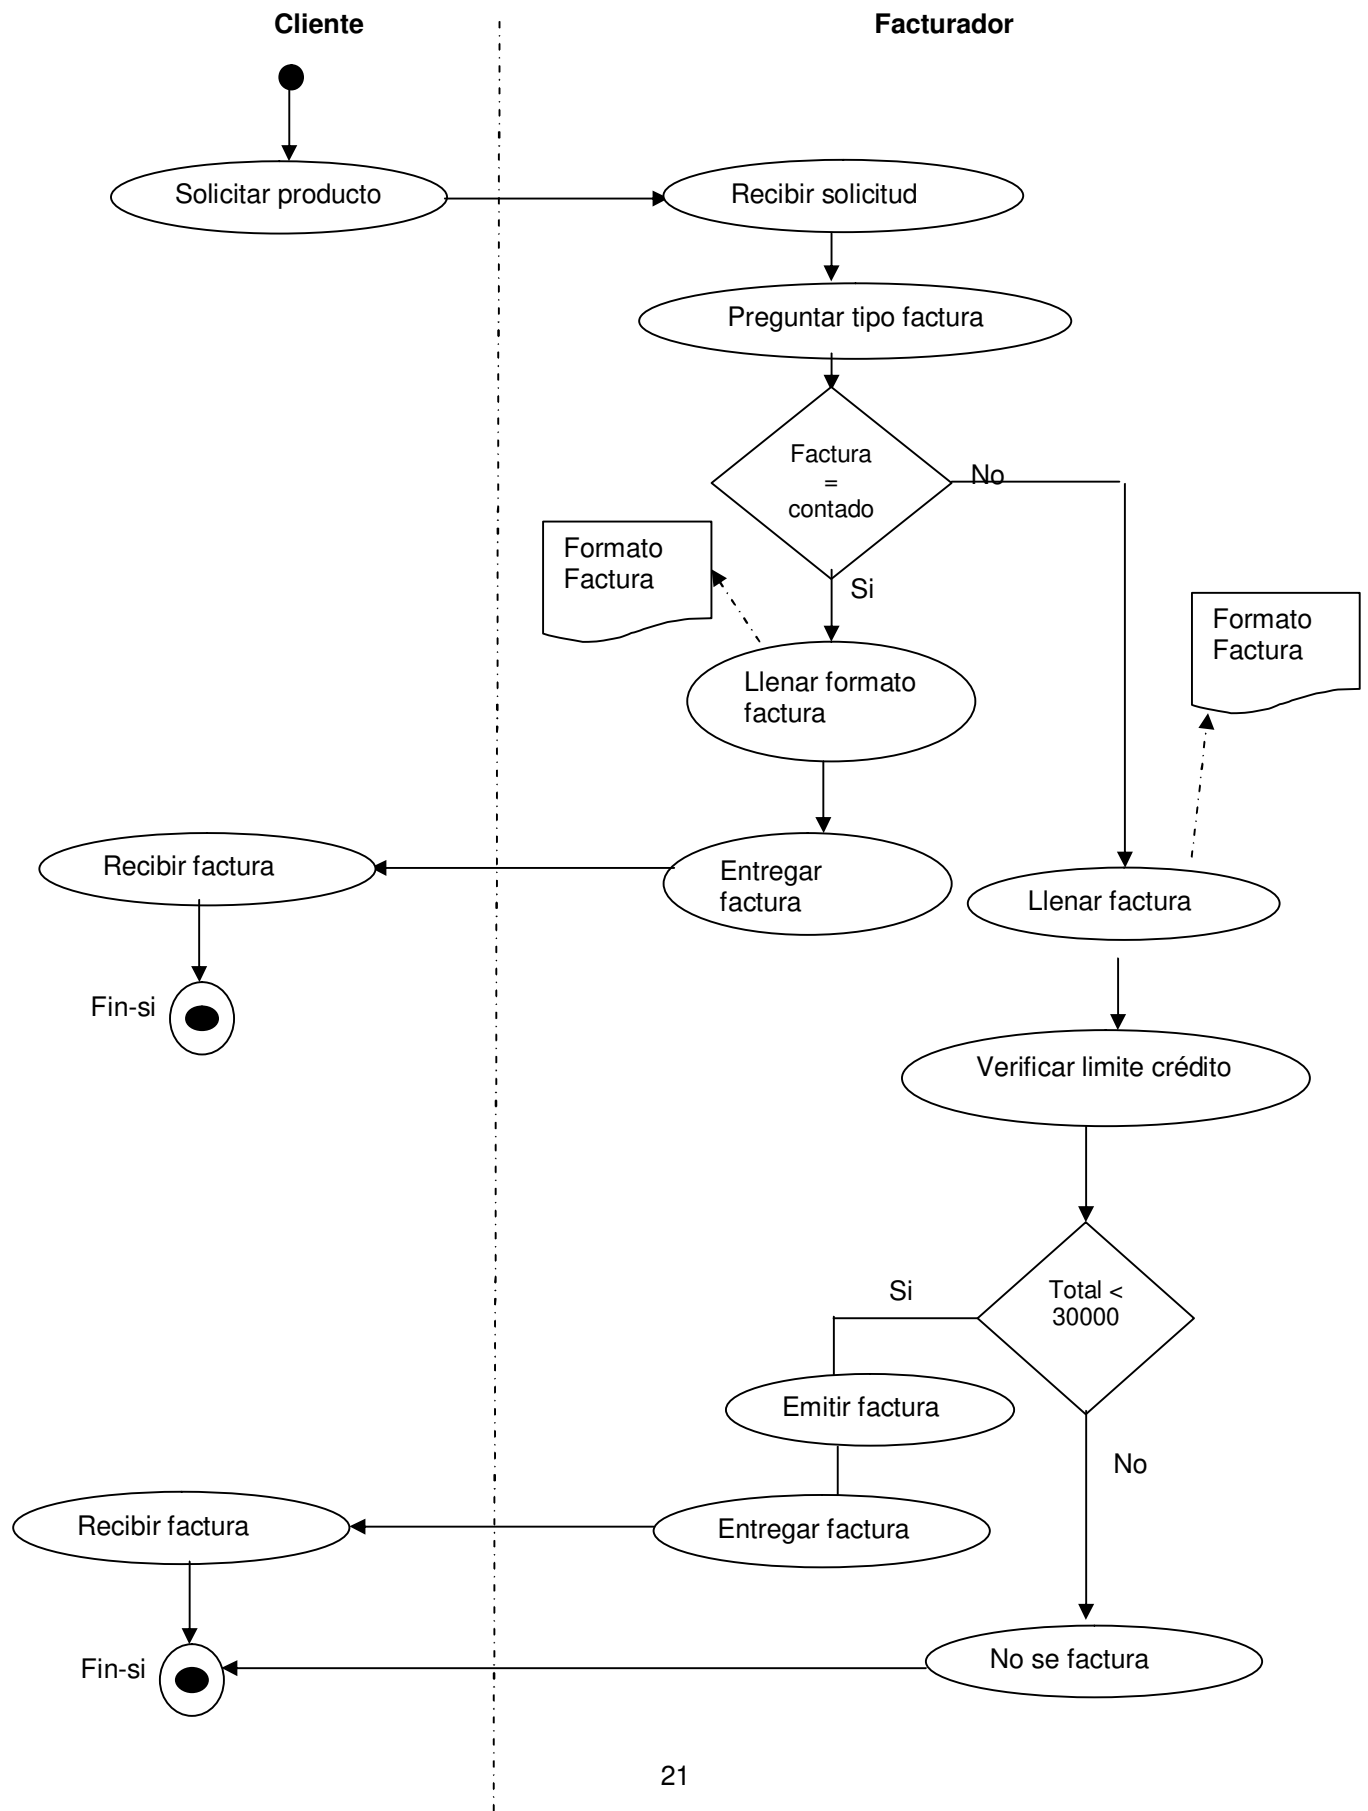 Cliente
Facturador
Solicitar producto
Recibir solicitud
Preguntar tipo factura
Factura
=
contado
No
Formato
Factura
Si
Formato
Factura
Llenar formato
factura
Recibir factura
Entregar
factura
Llenar factura
Fin-si
Verificar limite crédito
Total <
30000
Si
Emitir factura
No
Recibir factura
Entregar factura
Fin-si
No se factura
21